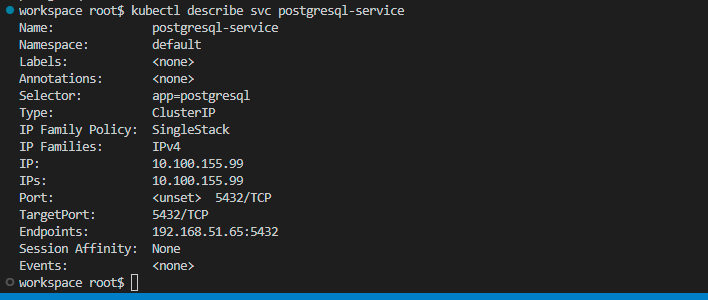 workspace root$ kubectl describe svc postgresql-service
Name:              postgresql-service
Namespace:         default
Labels:            <none>
Annotations:       <none>
Selector:          app=postgresql
Type:              ClusterIP
IP Family Policy:  SingleStack
IP Families:       IPv4
IP:                10.100.155.99
IPs:               10.100.155.99
Port:              <unset>  5432/TCP
TargetPort:        5432/TCP
Endpoints:         192.168.51.65:5432
Session Affinity:  None
Events:            <none>
workspace root$